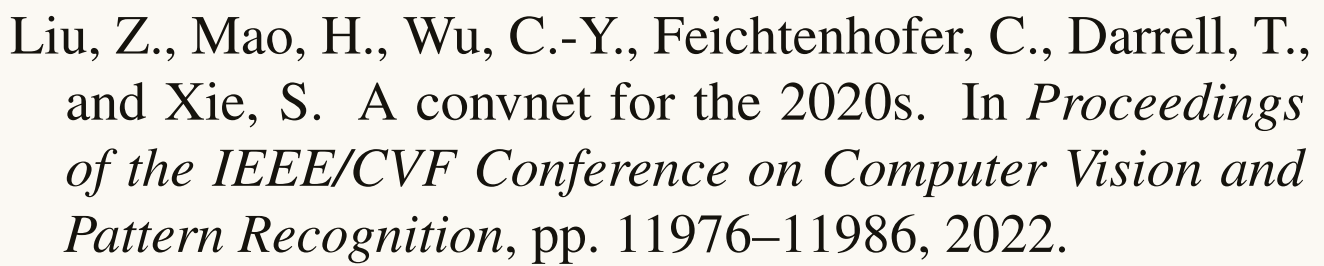 Liu, Z., Mao, H., Wu, C.-Y., Feichtenhofer, C., Darrell, T.,
and Xie, S. A convnet for the 2020s. In Proceedings
of the IEEE/CVF Conference on Computer Vision and
Pattern Recognition, pp. 11976–11986, 2022.